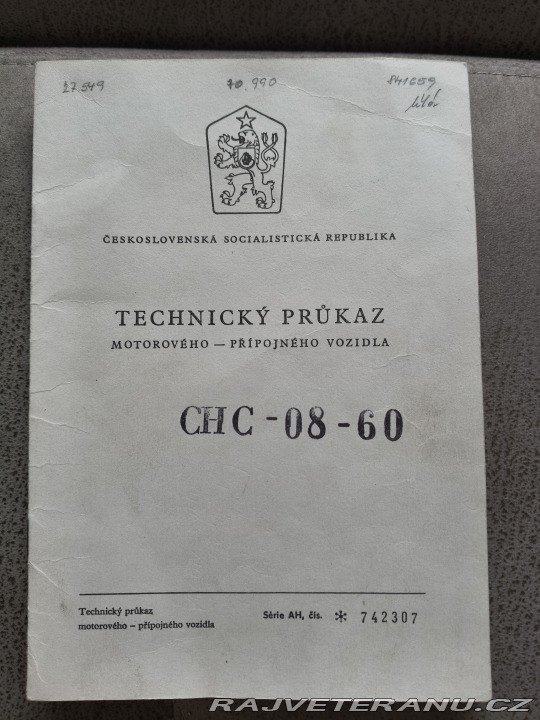 27 549 70.990 841659
ČESKOSLOVENSKÁ SOCIALISTICKÁ REPUBLIKA
TECHNICKÝ PRŮKAZ
MOTOROVÉHO — PŘÍPOJNÉHO VOZIDLA
CHC - 08 - 60
Technický průkaz
motorového – přípojného vozidla
Série AH, čís. ✻ 742307
RAJVETERANU.CZ